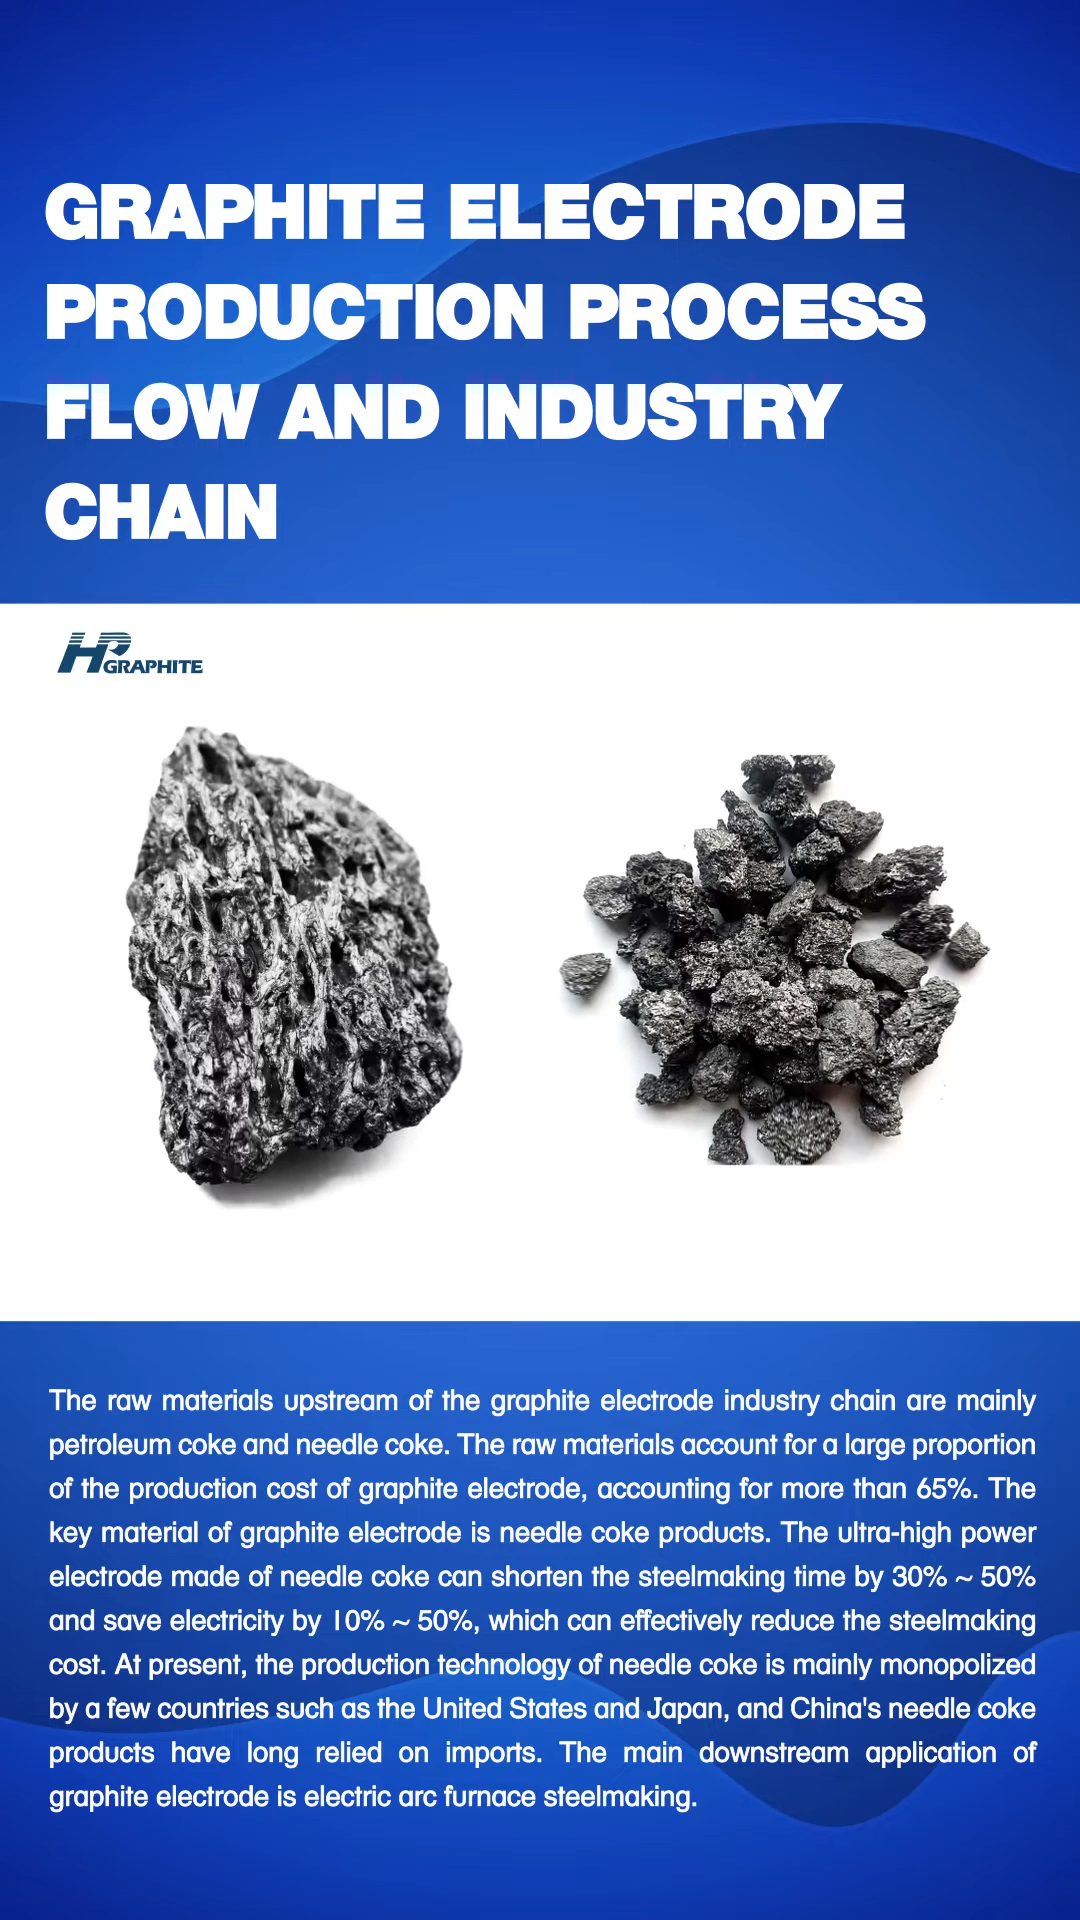 GRAPHITE ELECTRODE
PRODUCTION PROCESS
FLOW AND INDUSTRY
CHAIN
HP GRAPHITE
The raw materials upstream of the graphite electrode industry chain are mainly
petroleum coke and needle coke. The raw materials account for a large proportion
of the production cost of graphite electrode, accounting for more than 65%. The
key material of graphite electrode is needle coke products. The ultra-high power
electrode made of needle coke can shorten the steelmaking time by 30% ~ 50%
and save electricity by 10% ~ 50%, which can effectively reduce the steelmaking
cost. At present, the production technology of needle coke is mainly monopolized
by a few countries such as the United States and Japan, and China's needle coke
products have long relied on imports. The main downstream application of
graphite electrode is electric arc furnace steelmaking.